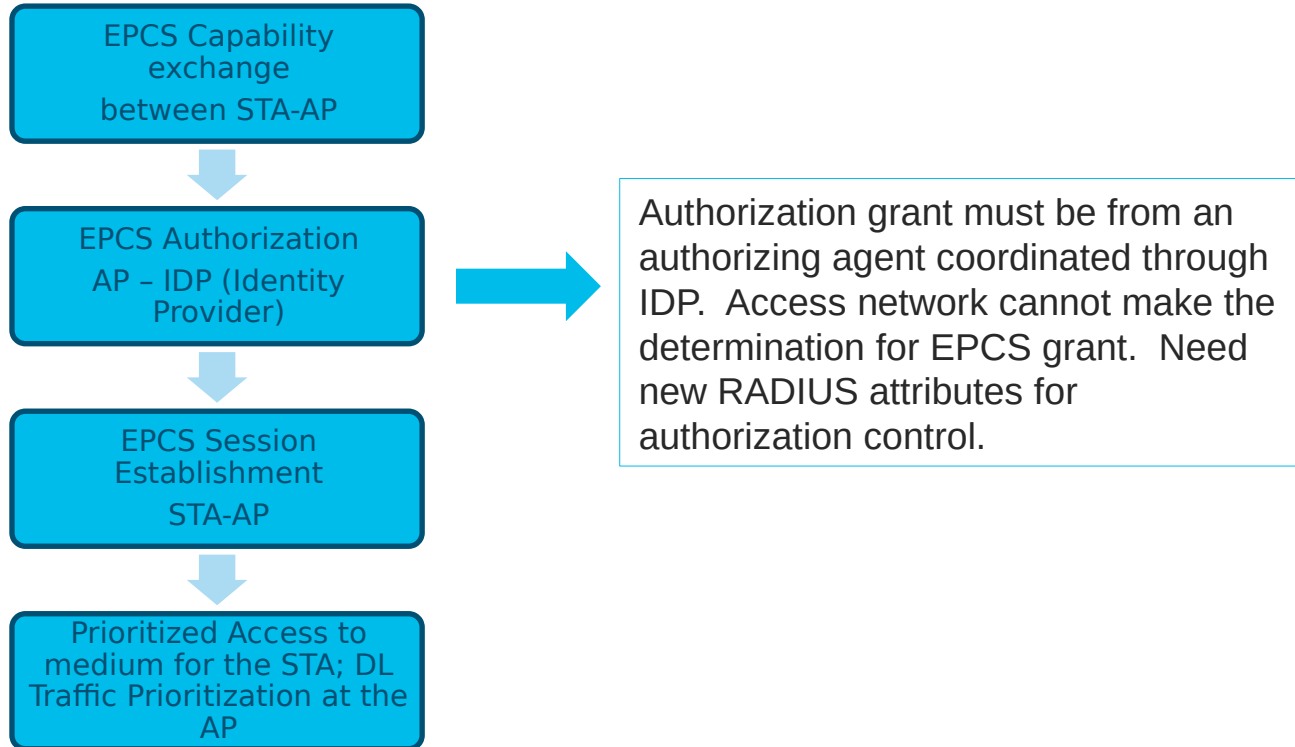 EPCS Capability
exchange
between STA-AP
EPCS Authorization
AP – IDP (Identity
Provider)
Authorization grant must be from an
authorizing agent coordinated through
IDP.  Access network cannot make the
determination for EPCS grant.  Need
new RADIUS attributes for
authorization control.
EPCS Session
Establishment
STA-AP
Prioritized Access to
medium for the STA; DL
Traffic Prioritization at the
AP